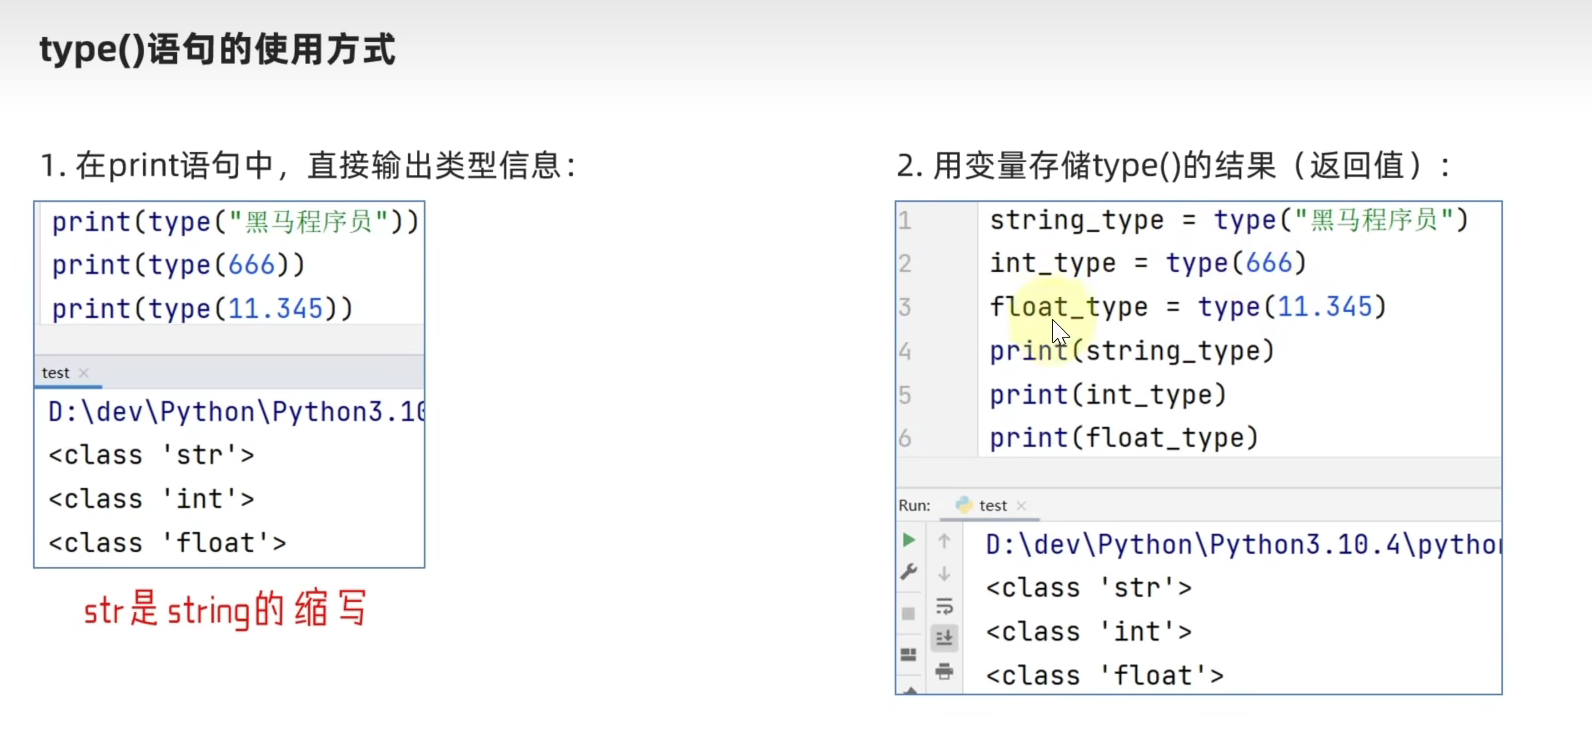 type()语句的使用方式
1. 在print语句中，直接输出类型信息：
print(type("黑马程序员"))
print(type(666))
print(type(11.345))
test
D:\dev\Python\Python3.10
<class 'str'>
<class 'int'>
<class 'float'>
str是string的缩写
2. 用变量存储type()的结果（返回值）：
1 string_type = type("黑马程序员")
2 int_type = type(666)
3 float_type = type(11.345)
4 print(string_type)
5 print(int_type)
6 print(float_type)
Run: test
D:\dev\Python\Python3.10.4\python
<class 'str'>
<class 'int'>
<class 'float'>